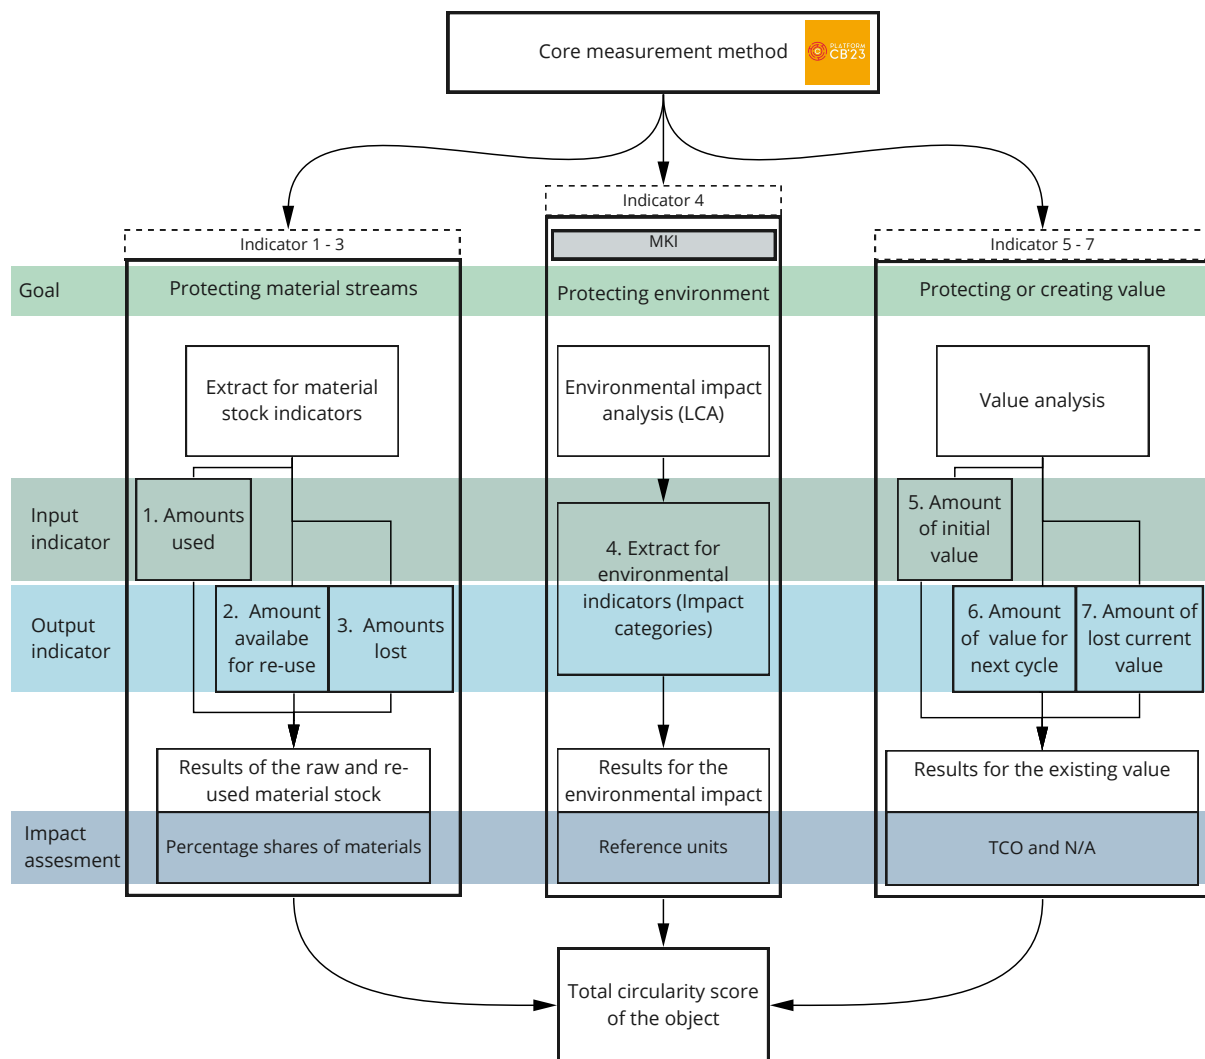 Core measurement method
PLATFORM
CB'23
Indicator 4
Indicator 1 - 3
MKI
Indicator 5 - 7
Goal
Protecting material streams
Protecting environment
Protecting or creating value
Extract for material
stock indicators
Environmental impact
analysis (LCA)
Value analysis
Input
indicator
1. Amounts
used
4. Extract for
environmental
indicators (Impact
categories)
5. Amount
of initial
value
Output
indicator
2. Amount
availabe
for re-use
3. Amounts
lost
6. Amount
of value for
next cycle
7. Amount of
lost current
value
Results of the raw and re-
used material stock
Results for the
environmental impact
Results for the existing value
Impact
assesment
Percentage shares of materials
Reference units
TCO and N/A
Total circularity score
of the object